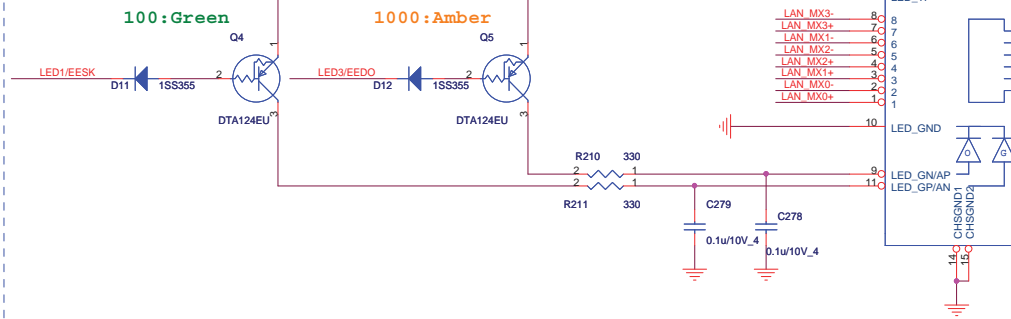 100:Green
1000:Amber
Q4
Q5
1
1
LED1/EESK
D11
1SS355
2
LED3/EEDO
D12
1SS355
2
DTA124EU
3
DTA124EU
3
LAN_MX3-
8
8
LAN_MX3+
7
7
LAN_MX1-
6
6
LAN_MX2-
5
5
LAN_MX2+
4
4
LAN_MX1+
3
3
LAN_MX0-
2
2
LAN_MX0+
1
1
10
LED_GND
O
G
R210
330
2
1
9
LED_GN/AP
2
1
11
LED_GP/AN
R211
330
C279
0.1u/10V_4
C278
0.1u/10V_4
CHSGND1
CHSGND2
14
15